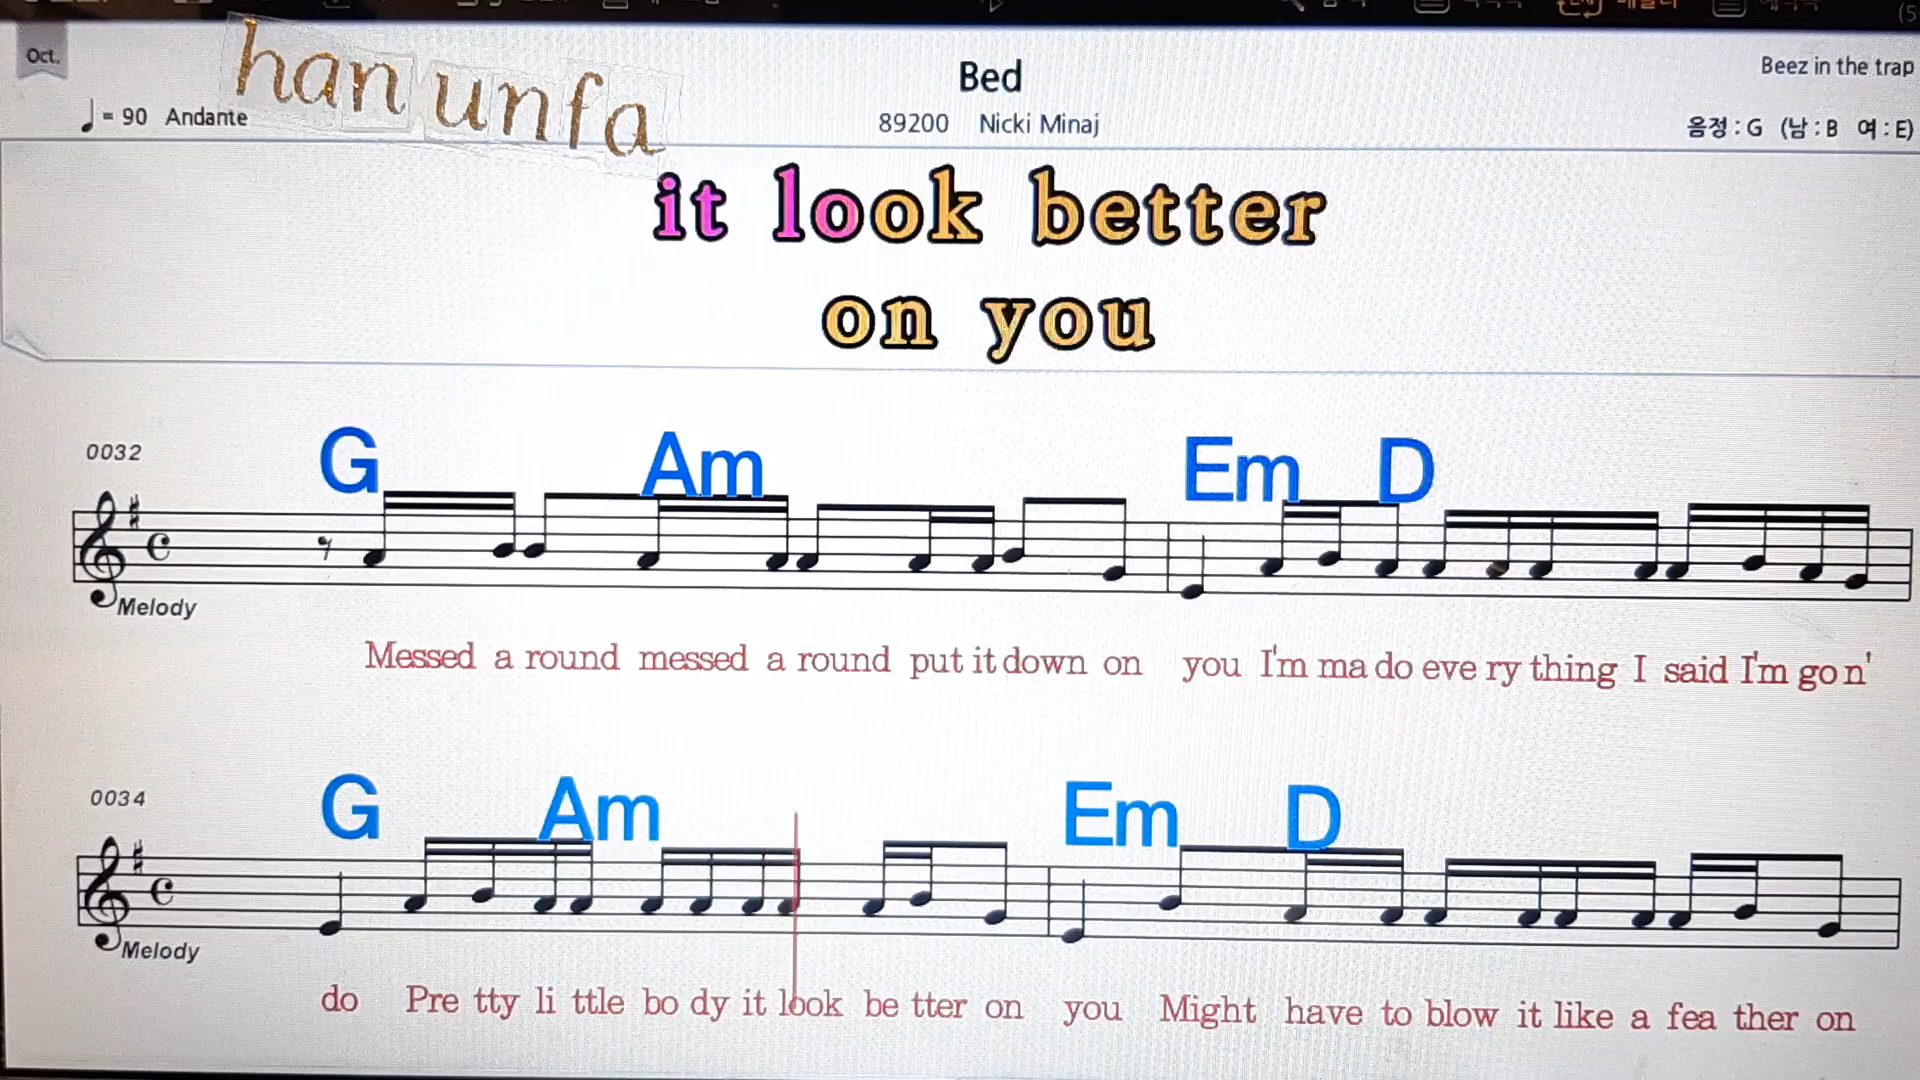 Oct.
han unfa
Bed
Beez in the trap
= 90 Andante
89200 Nicki Minaj
음정 : G (남 : B 여 : E)
it look better
on you
0032
G Am Em D
Melody
Messed a round messed a round put it down on you I'm ma do eve ry thing I said I'm gon'
0034
G Am Em D
Melody
do Pre tty li ttle bo dy it look be tter on you Might have to blow it like a fea ther on